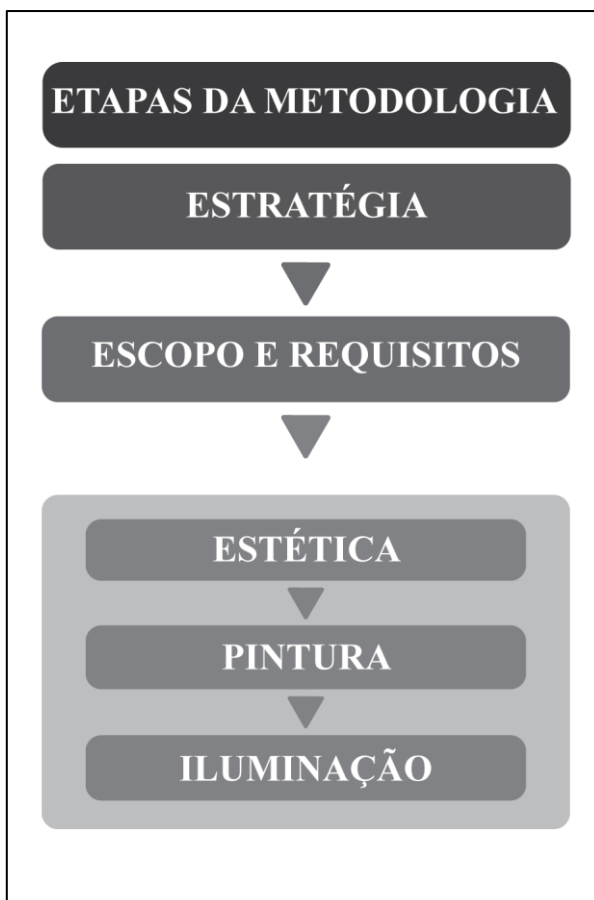 ETAPAS DA METODOLOGIA
ESTRATÉGIA
ESCOPO E REQUISITOS
ESTÉTICA
PINTURA
ILUMINAÇÃO